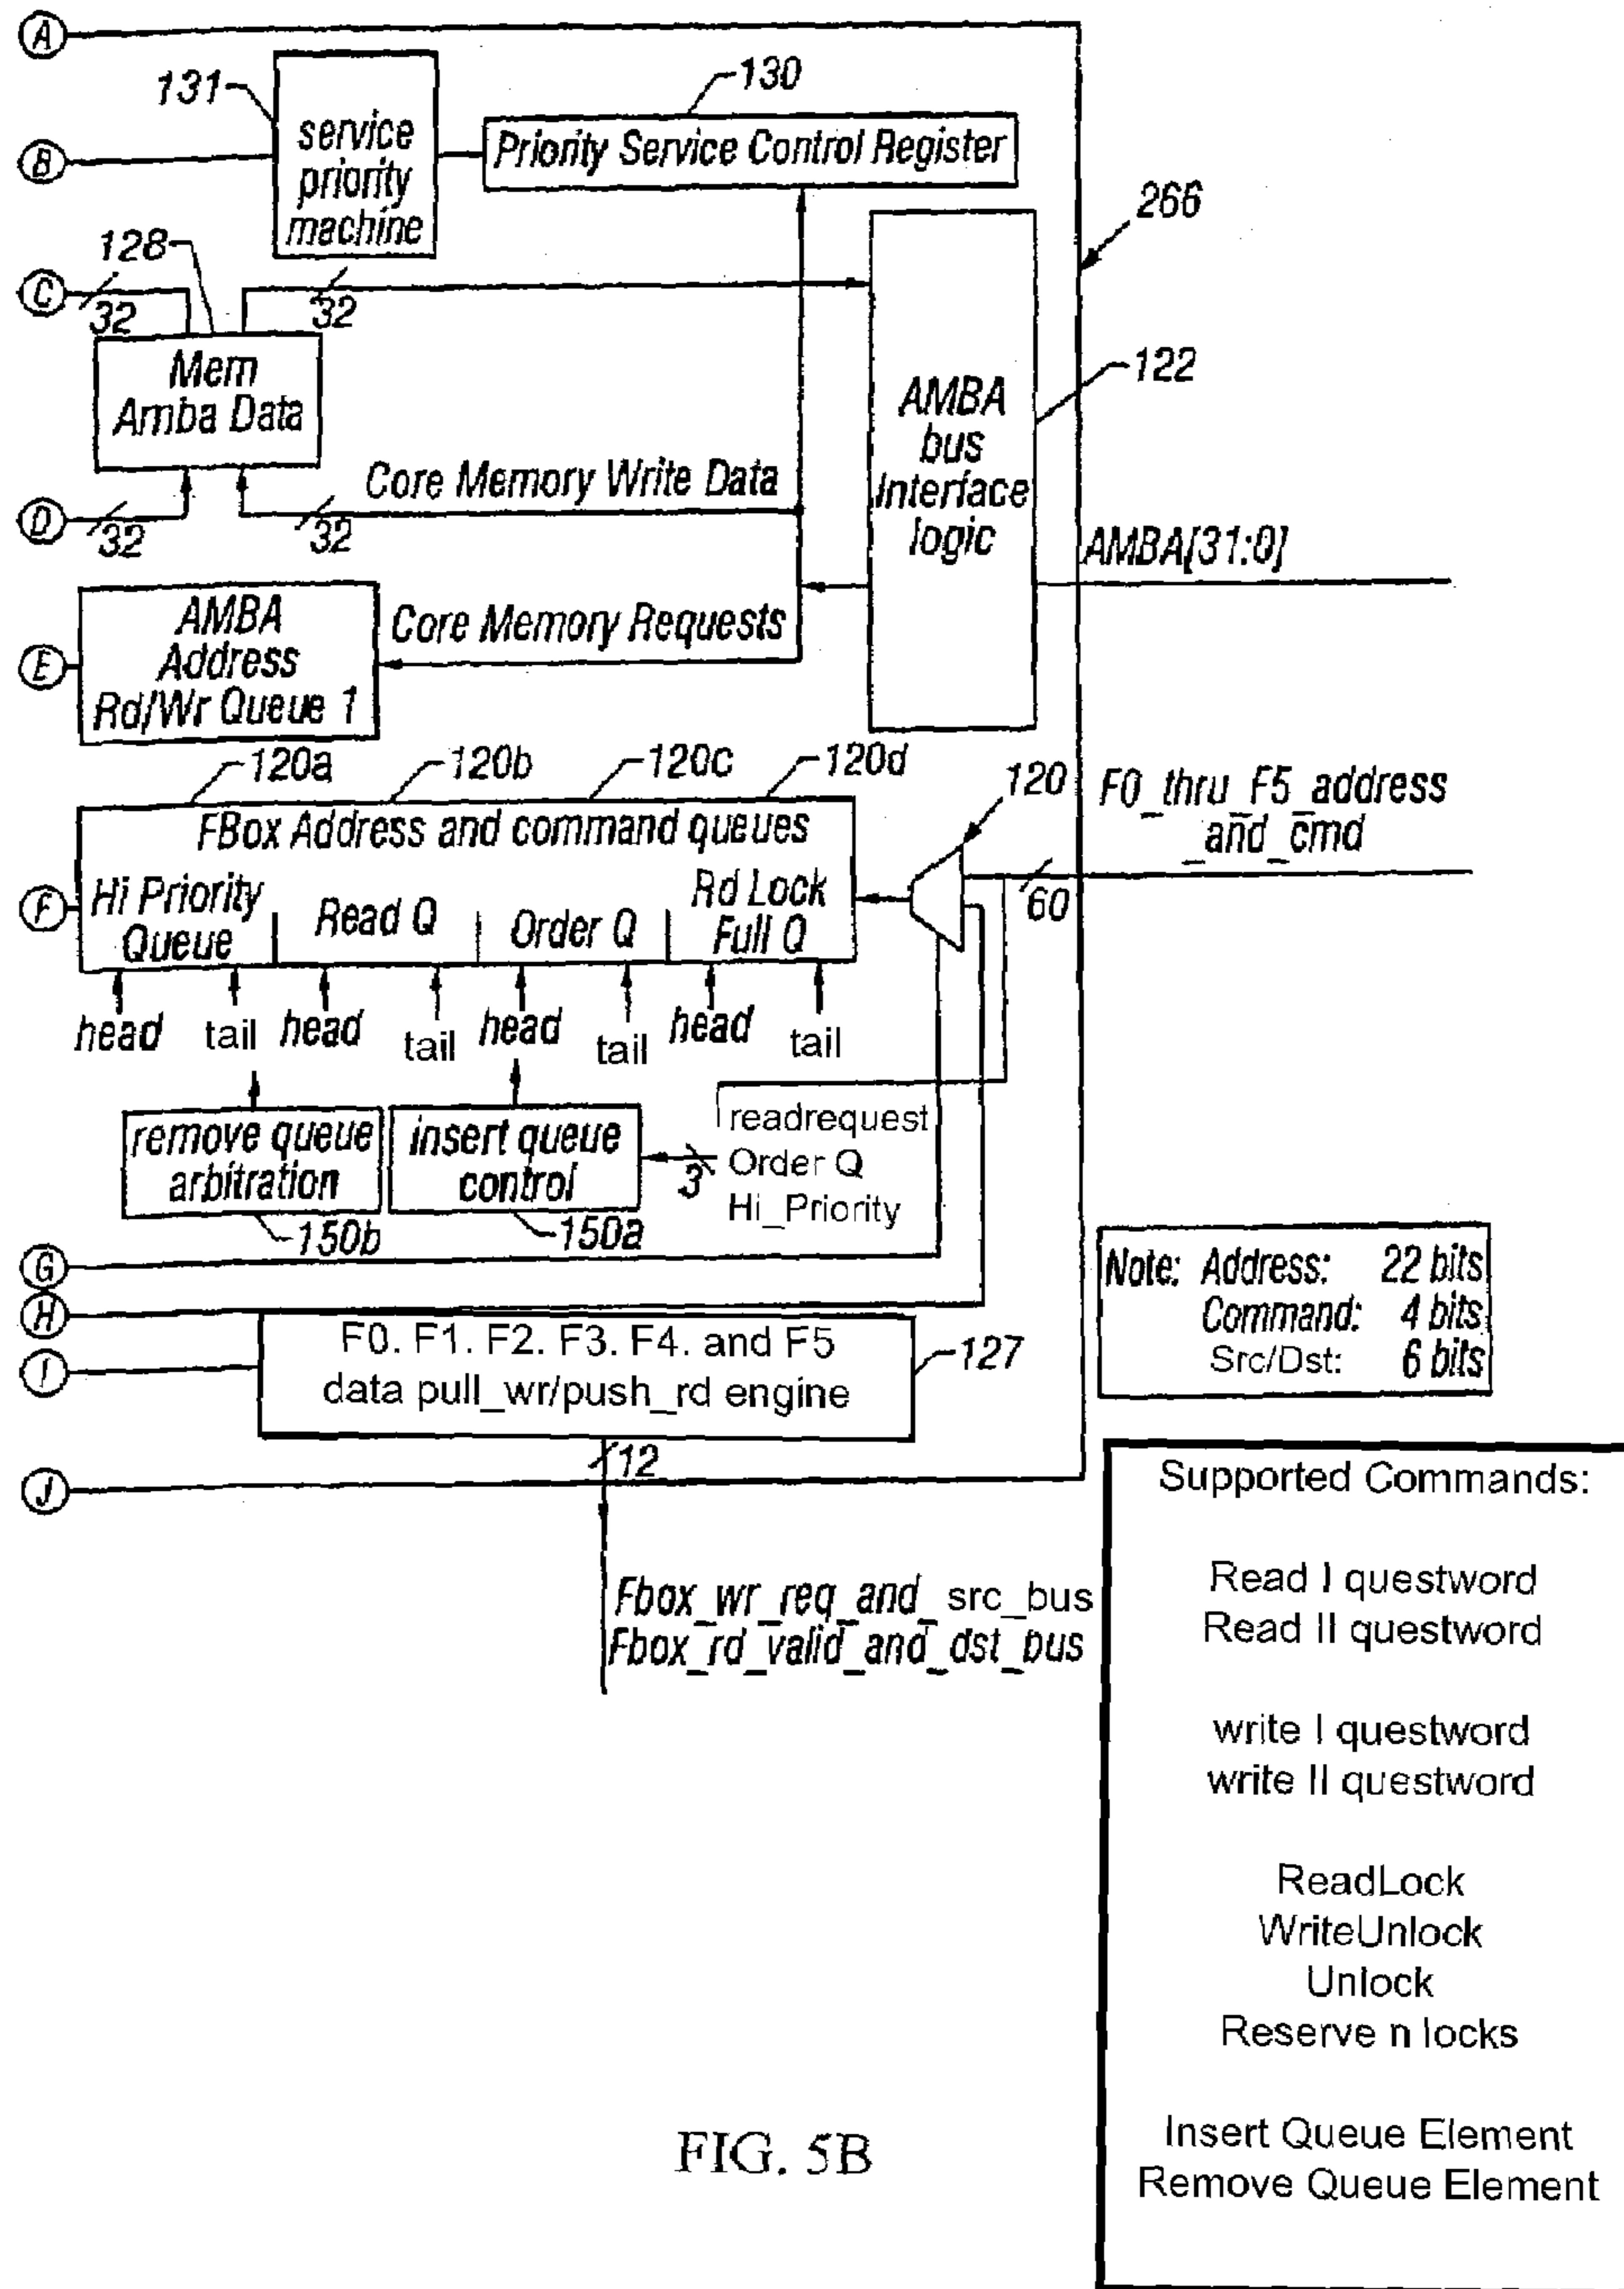 A
131
service
priority
machine
130
Priority Service Control Register
B
266
128
C
32
32
Mem
Amba Data
122
AMBA
bus
Interface
logic
Core Memory Write Data
D
32
32
AMBA[31:0]
AMBA
Address
Rd/Wr Queue 1
Core Memory Requests
E
120a
120b
120c
120d
120
F0_thru_F5_address
_and_cmd
60
FBox Address and command queues
F
Hi Priority
Queue
Read Q
Order Q
Rd Lock
Full Q
head tail head tail head tail head tail
remove queue
arbitration
150b
insert queue
control
150a
3
readrequest
Order Q
Hi_Priority
G
H
Note: Address: 22 bits
Command: 4 bits
Src/Dst: 6 bits
I
F0. F1. F2. F3. F4. and F5
data pull_wr/push_rd engine
127
12
J
Fbox_wr_req_and_ src_bus
Fbox_rd_valid_and_dst_bus
Supported Commands:
Read I questword
Read II questword
write I questword
write II questword
ReadLock
WriteUnlock
Unlock
Reserve n locks
Insert Queue Element
Remove Queue Element
FIG. 5B